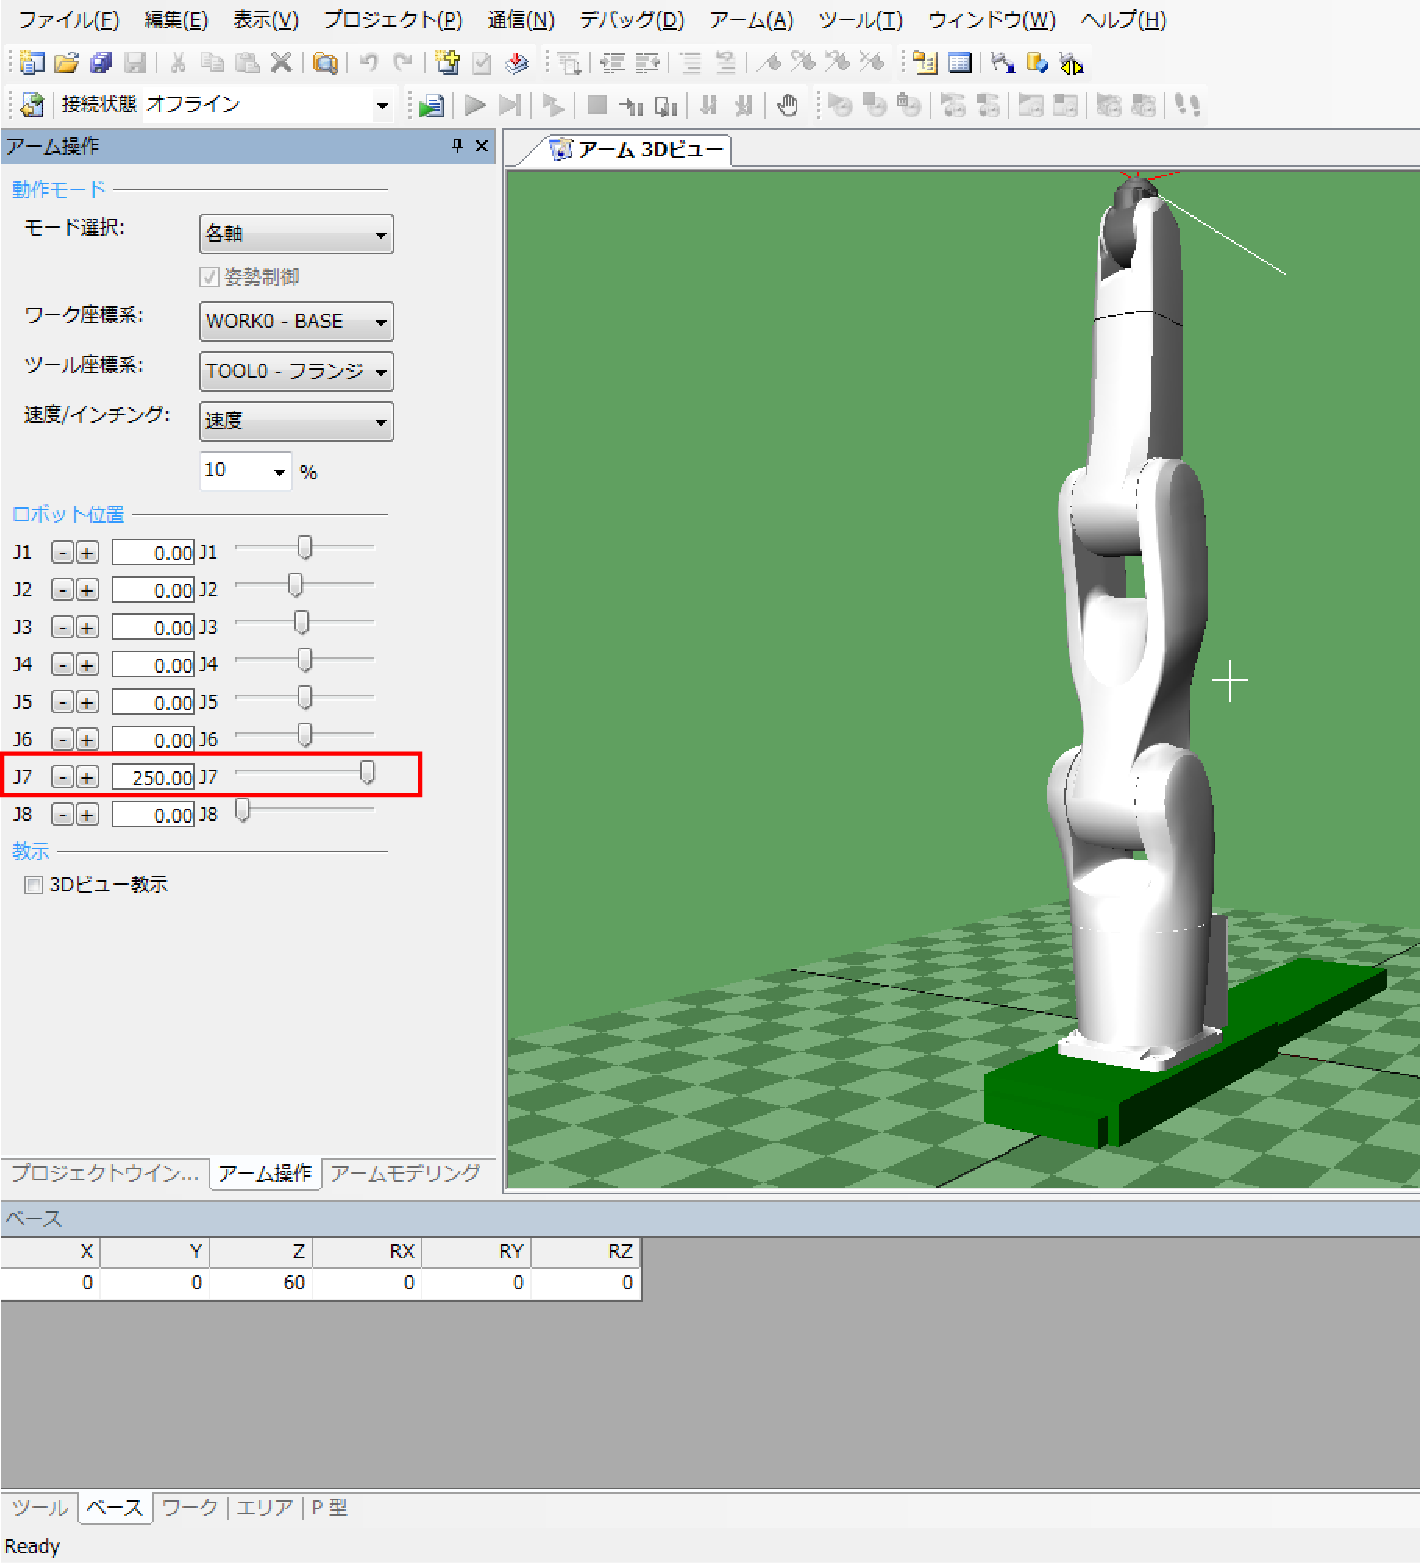 ファイル(F) 編集(E) 表示(V) プロジェクト(P) 通信(N) デバッグ(D) アーム(A) ツール(T) ウィンドウ(W) ヘルプ(H)
接続状態 オフライン
アーム操作
アーム 3Dビュー
動作モード
モード選択: 各軸
姿勢制御
ワーク座標系: WORK0 - BASE
ツール座標系: TOOL0 - フランジ
速度/インチング: 速度
10 %
ロボット位置
J1 - + 0.00 J1
J2 - + 0.00 J2
J3 - + 0.00 J3
J4 - + 0.00 J4
J5 - + 0.00 J5
J6 - + 0.00 J6
J7 - + 250.00 J7
J8 - + 0.00 J8
教示
3Dビュー教示
プロジェクトウイン... アーム操作 アームモデリング
ベース
X Y Z RX RY RZ
0 0 60 0 0 0
ツール ベース ワーク エリア P 型
Ready